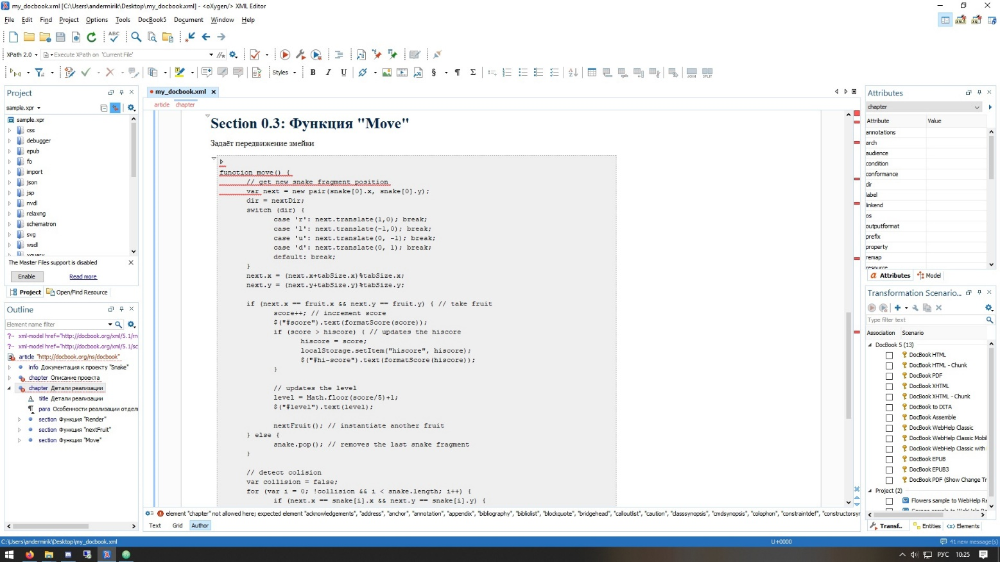 my_docbook.xml [C:\Users\andermirik\Desktop\my_docbook.xml] - <oXygen/> XML Editor
File Edit Find Project Options Tools DocBook5 Document Window Help
XPath 2.0 Execute XPath on 'Current File'
Styles B I U § ¶ Σ
Project
sample.xpr
sample.xpr
css
debugger
epub
fo
import
json
jsp
nvdl
relaxng
schematron
svg
wsdl
xquery
The Master Files support is disabled
Enable Read more
Project Open/Find Resource
Outline
Element name filter
xml-model href="http://docbook.org/xml/5.1/rn
xml-model href="http://docbook.org/xml/5.1/sc
article "http://docbook.org/ns/docbook"
info Документация к проекту "Snake"
chapter Описание проекта
chapter Детали реализации
title Детали реализации
para Особенности реализации отдел
section Функция "Render"
section Функция "nextFruit"
section Функция "Move"
my_docbook.xml
article chapter
Section 0.3: Функция "Move"
Задаёт передвижение змейки
function move() {
// get new snake fragment position
var next = new pair(snake[0].x, snake[0].y);
dir = nextDir;
switch (dir) {
case 'r': next.translate(1,0); break;
case 'l': next.translate(-1,0); break;
case 'u': next.translate(0, -1); break;
case 'd': next.translate(0, 1); break;
default: break;
}
next.x = (next.x+tabSize.x)%tabSize.x;
next.y = (next.y+tabSize.y)%tabSize.y;
if (next.x == fruit.x && next.y == fruit.y) { // take fruit
score++; // increment score
$("#score").text(formatScore(score));
if (score > hiscore) { // updates the hiscore
hiscore = score;
localStorage.setItem("hiscore", hiscore);
$("#hi-score").text(formatScore(hiscore));
}
// updates the level
level = Math.floor(score/5)+1;
$("#level").text(level);
nextFruit(); // instantiate another fruit
} else {
snake.pop(); // removes the last snake fragment
}
// detect colision
var collision = false;
for (var i = 0; !collision && i < snake.length; i++) {
if (next.x == snake[i].x && next.y == snake[i].y) {
element "chapter" not allowed here; expected element "acknowledgements", "address", "anchor", "annotation", "appendix", "bibliography", "bibliolist", "blockquote", "bridgehead", "calloutlist", "caution", "classsynopsis", "cmdsynopsis", "colophon", "constraintdef", "constructorsyn
Text Grid Author
Attributes
chapter
Attribute Value
annotations
arch
audience
condition
conformance
dir
label
linkend
os
outputformat
prefix
property
remap
resource
Attributes Model
Transformation Scenario...
Type filter text
Association Scenario
DocBook 5 (13)
DocBook HTML
DocBook HTML - Chunk
DocBook PDF
DocBook XHTML
DocBook XHTML - Chunk
DocBook to DITA
DocBook Assemble
DocBook WebHelp Classic
DocBook WebHelp Classic Mobil
DocBook WebHelp Classic with
DocBook EPUB
DocBook EPUB3
DocBook PDF (Show Change Tr
Project (2)
Flowers sample to WebHelp Re
Transf.. Entities Elements
C:\Users\andermirik\Desktop\my_docbook.xml U+0000 41 new message(s)
РУС 10:25